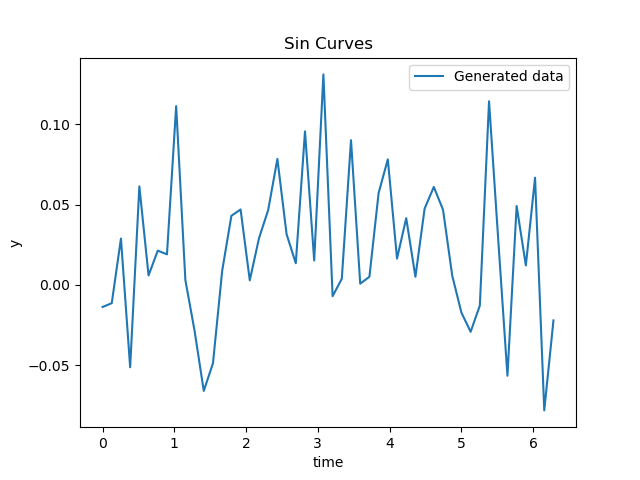 Sin Curves
Generated data
y
0.10
0.05
0.00
−0.05
0 1 2 3 4 5 6
time